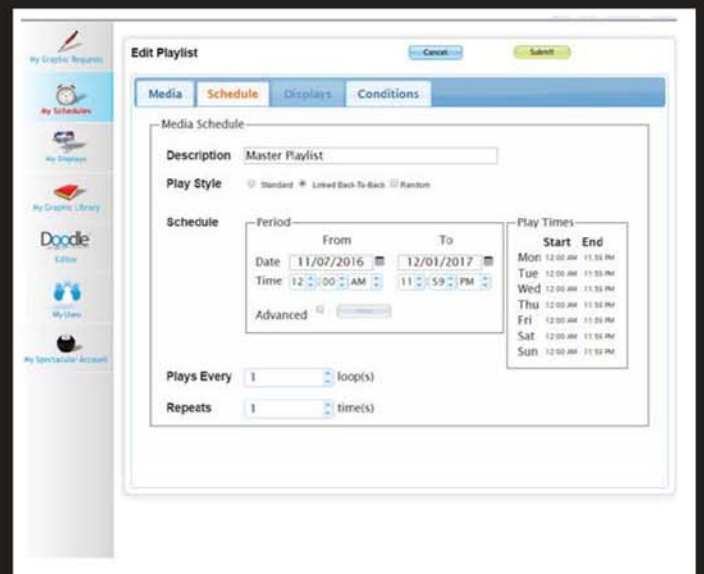 My Graphic Requests
My Schedules
My Displays
My Graphic Library
Doodle
Editor
My Users
My Spectacular Account
Edit Playlist
Cancel
Submit
Media
Schedule
Displays
Conditions
Media Schedule
Description Master Playlist
Play Style Standard Linked Back-To-Back Random
Schedule
Period
From To
Date 11/07/2016 12/01/2017
Time 12 : 00 AM 11 : 59 PM
Advanced
Play Times
Start End
Mon 12:00 AM 11:59 PM
Tue 12:00 AM 11:59 PM
Wed 12:00 AM 11:59 PM
Thu 12:00 AM 11:59 PM
Fri 12:00 AM 11:59 PM
Sat 12:00 AM 11:59 PM
Sun 12:00 AM 11:59 PM
Plays Every 1 loop(s)
Repeats 1 time(s)